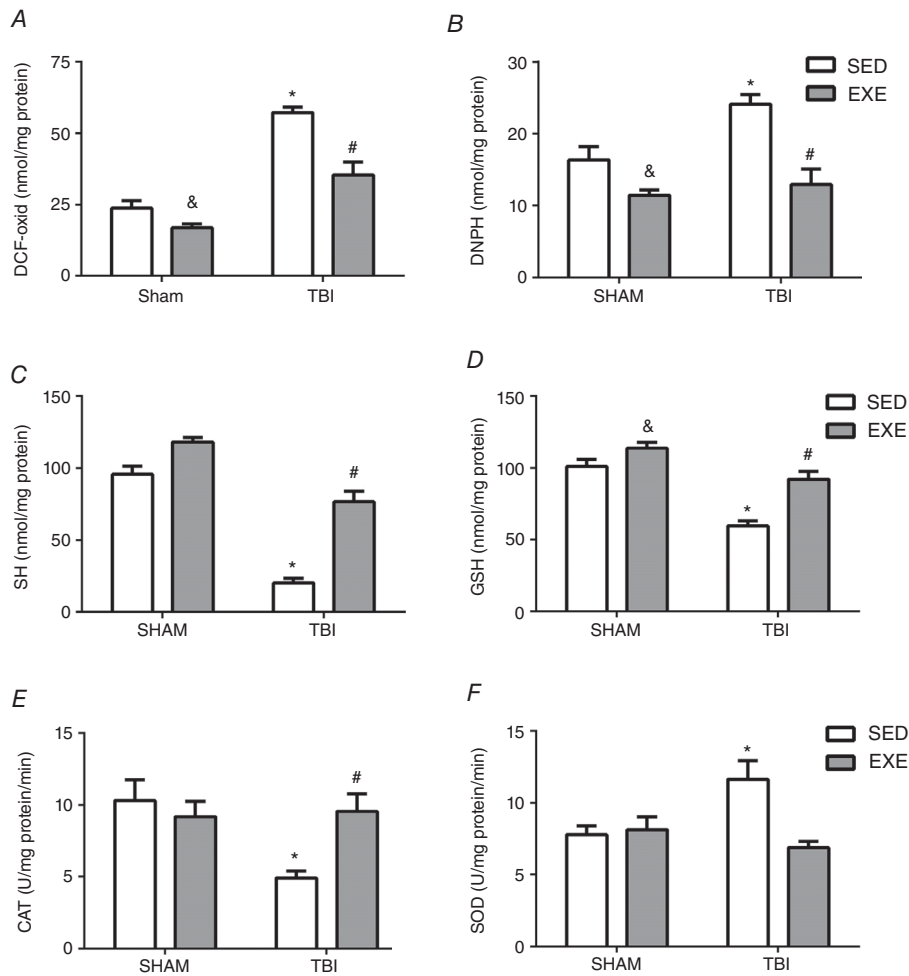 A
75
50
25
0
DCF-oxid (nmol/mg protein)
&
*
#
Sham TBI
B
30
20
10
0
DNPH (nmol/mg protein)
&
*
#
SHAM TBI
SED
EXE
C
150
100
50
0
SH (nmol/mg protein)
*
#
SHAM TBI
D
150
100
50
0
GSH (nmol/mg protein)
&
*
#
SHAM TBI
SED
EXE
E
15
10
5
0
CAT (U/mg protein/min)
*
#
SHAM TBI
F
15
10
5
0
SOD (U/mg protein/min)
*
SHAM TBI
SED
EXE